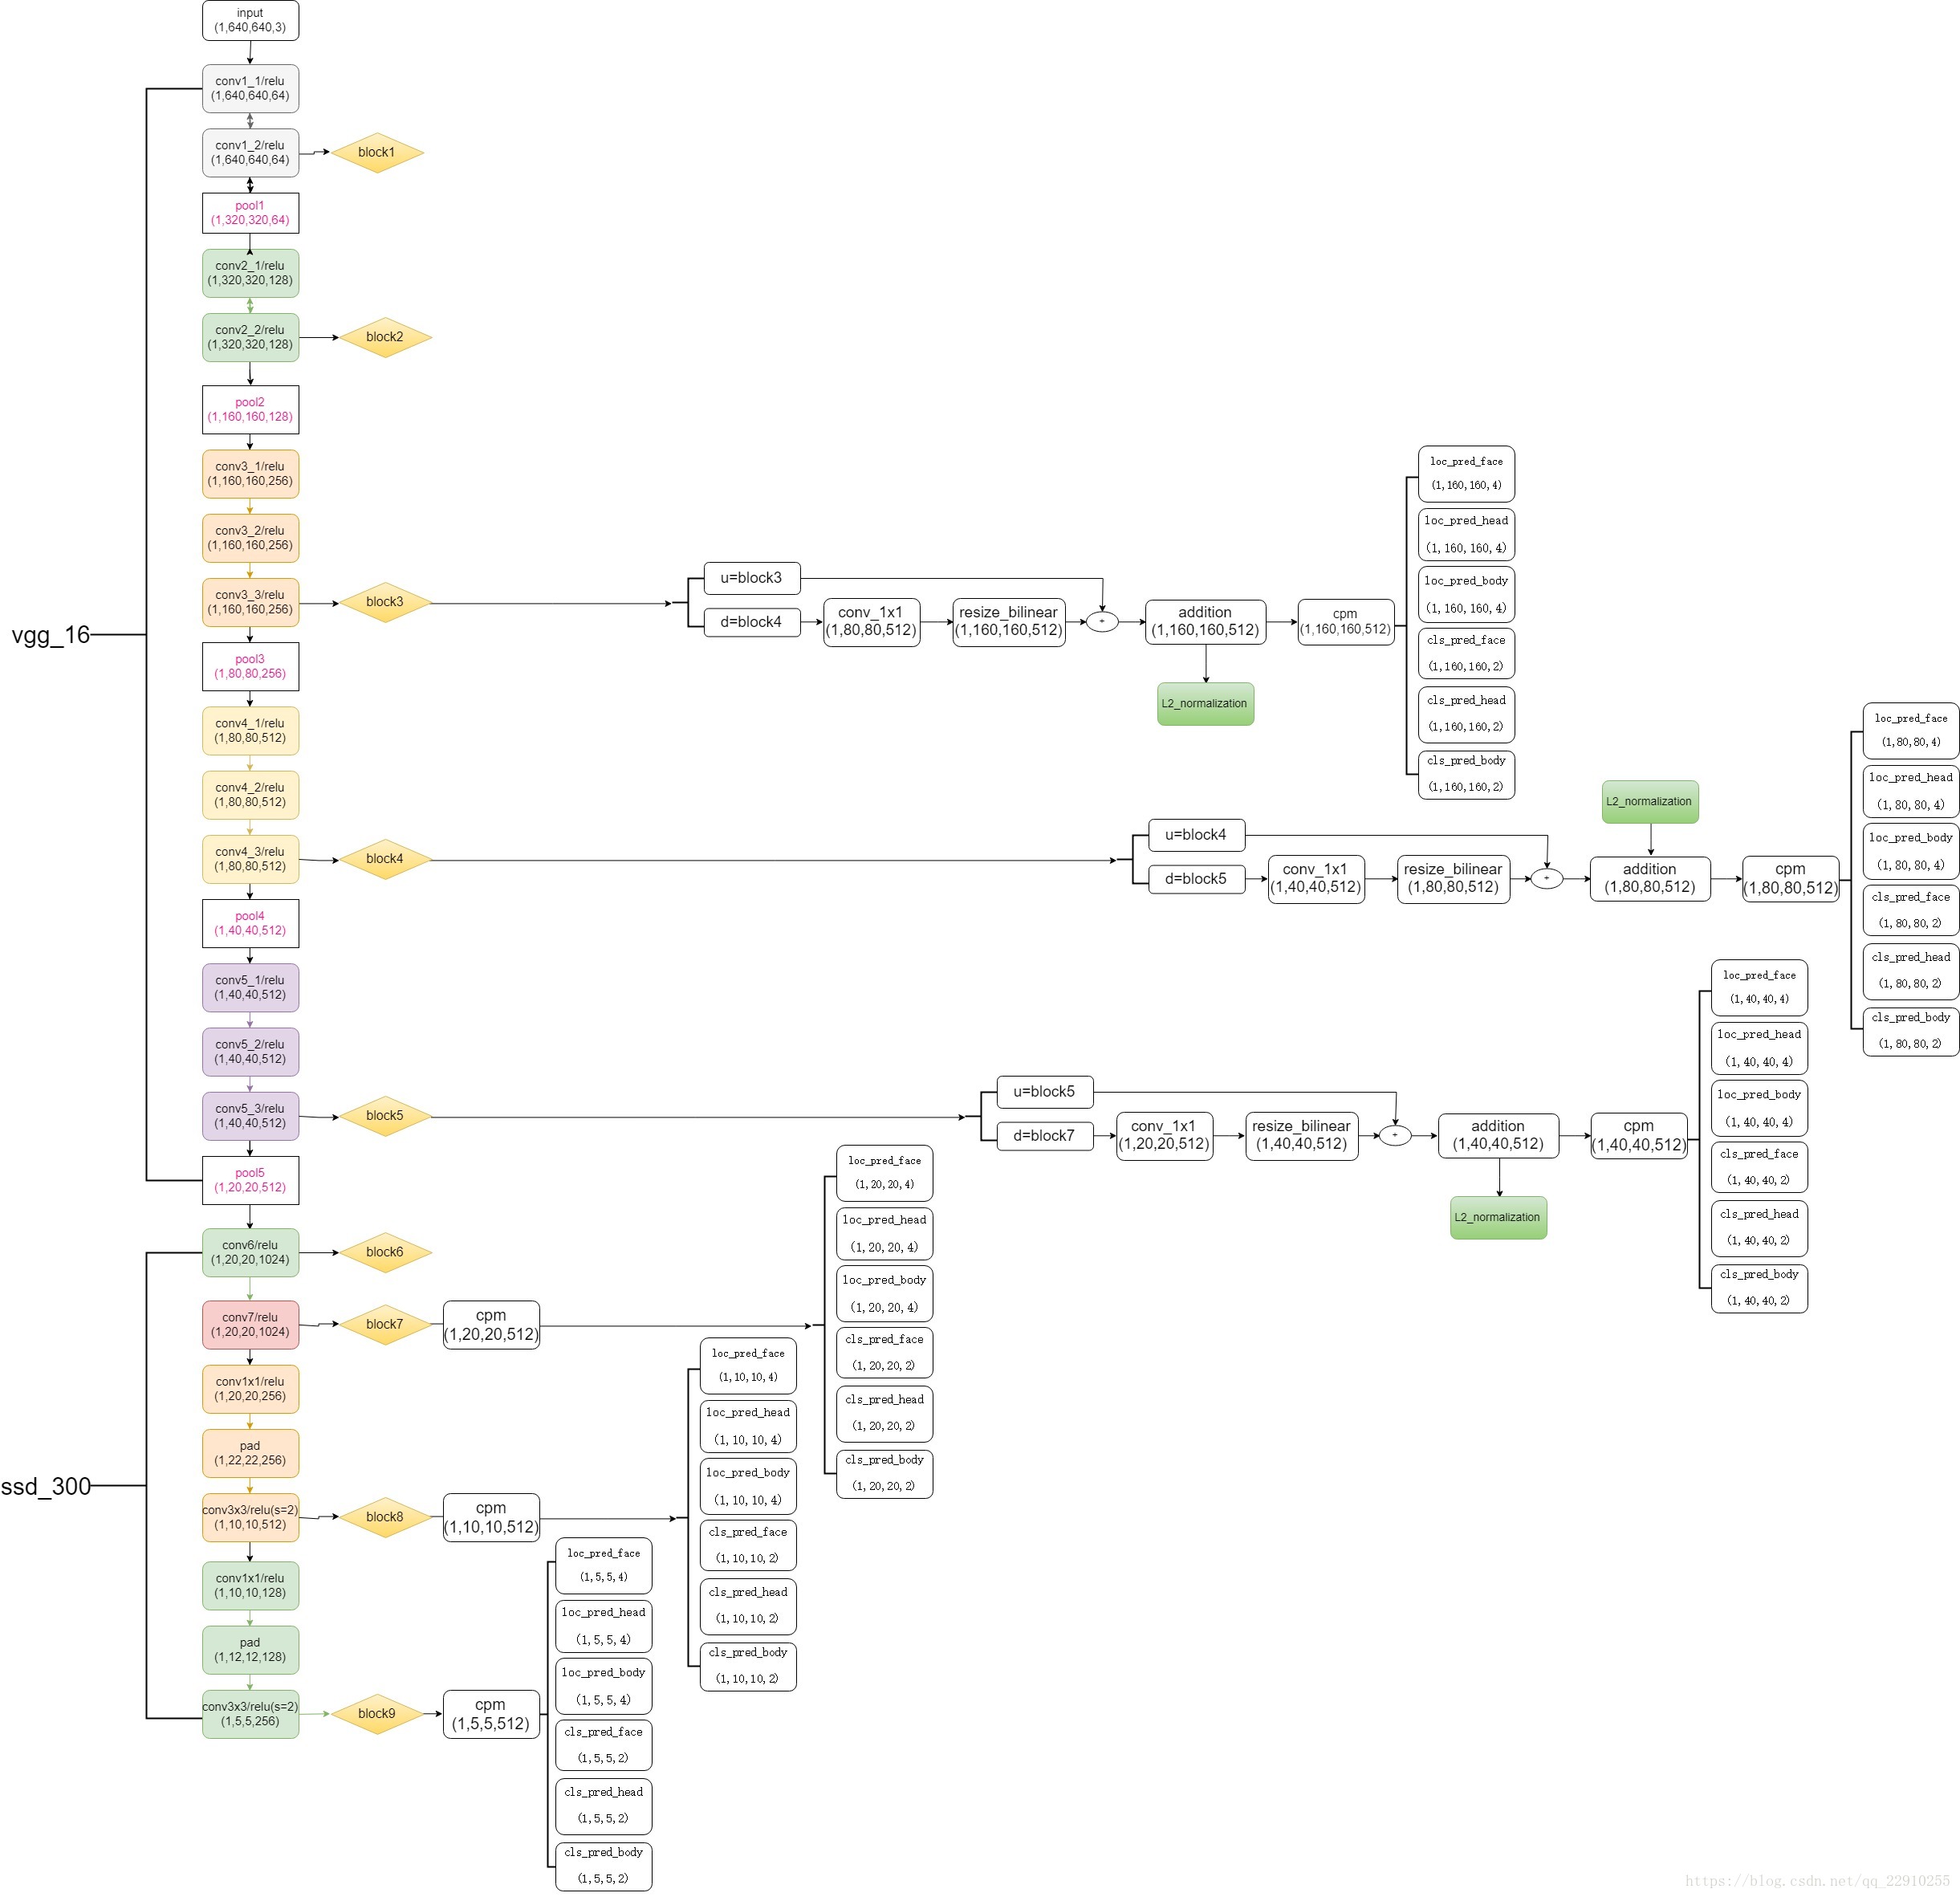 input
(1,640,640,3)
conv1_1/relu
(1,640,640,64)
conv1_2/relu
(1,640,640,64)
block1
pool1
(1,320,320,64)
conv2_1/relu
(1,320,320,128)
conv2_2/relu
(1,320,320,128)
block2
pool2
(1,160,160,128)
conv3_1/relu
(1,160,160,256)
conv3_2/relu
(1,160,160,256)
conv3_3/relu
(1,160,160,256)
block3
pool3
(1,80,80,256)
conv4_1/relu
(1,80,80,512)
conv4_2/relu
(1,80,80,512)
conv4_3/relu
(1,80,80,512)
block4
pool4
(1,40,40,512)
conv5_1/relu
(1,40,40,512)
conv5_2/relu
(1,40,40,512)
conv5_3/relu
(1,40,40,512)
block5
pool5
(1,20,20,512)
vgg_16
conv6/relu
(1,20,20,1024)
block6
conv7/relu
(1,20,20,1024)
block7
conv1x1/relu
(1,20,20,256)
pad
(1,22,22,256)
conv3x3/relu(s=2)
(1,10,10,512)
block8
conv1x1/relu
(1,10,10,128)
pad
(1,12,12,128)
conv3x3/relu(s=2)
(1,5,5,256)
block9
ssd_300
u=block3
d=block4
conv_1x1
(1,80,80,512)
resize_bilinear
(1,160,160,512)
+
addition
(1,160,160,512)
L2_normalization
cpm
(1,160,160,512)
loc_pred_face
(1,160,160,4)
loc_pred_head
(1,160,160,4)
loc_pred_body
(1,160,160,4)
cls_pred_face
(1,160,160,2)
cls_pred_head
(1,160,160,2)
cls_pred_body
(1,160,160,2)
u=block4
d=block5
conv_1x1
(1,40,40,512)
resize_bilinear
(1,80,80,512)
+
L2_normalization
addition
(1,80,80,512)
cpm
(1,80,80,512)
loc_pred_face
(1,80,80,4)
loc_pred_head
(1,80,80,4)
loc_pred_body
(1,80,80,4)
cls_pred_face
(1,80,80,2)
cls_pred_head
(1,80,80,2)
cls_pred_body
(1,80,80,2)
u=block5
d=block7
conv_1x1
(1,20,20,512)
resize_bilinear
(1,40,40,512)
+
addition
(1,40,40,512)
L2_normalization
cpm
(1,40,40,512)
loc_pred_face
(1,40,40,4)
loc_pred_head
(1,40,40,4)
loc_pred_body
(1,40,40,4)
cls_pred_face
(1,40,40,2)
cls_pred_head
(1,40,40,2)
cls_pred_body
(1,40,40,2)
cpm
(1,20,20,512)
loc_pred_face
(1,20,20,4)
loc_pred_head
(1,20,20,4)
loc_pred_body
(1,20,20,4)
cls_pred_face
(1,20,20,2)
cls_pred_head
(1,20,20,2)
cls_pred_body
(1,20,20,2)
cpm
(1,10,10,512)
loc_pred_face
(1,10,10,4)
loc_pred_head
(1,10,10,4)
loc_pred_body
(1,10,10,4)
cls_pred_face
(1,10,10,2)
cls_pred_head
(1,10,10,2)
cls_pred_body
(1,10,10,2)
cpm
(1,5,5,512)
loc_pred_face
(1,5,5,4)
loc_pred_head
(1,5,5,4)
loc_pred_body
(1,5,5,4)
cls_pred_face
(1,5,5,2)
cls_pred_head
(1,5,5,2)
cls_pred_body
(1,5,5,2)
https://blog.csdn.net/qq_22910255